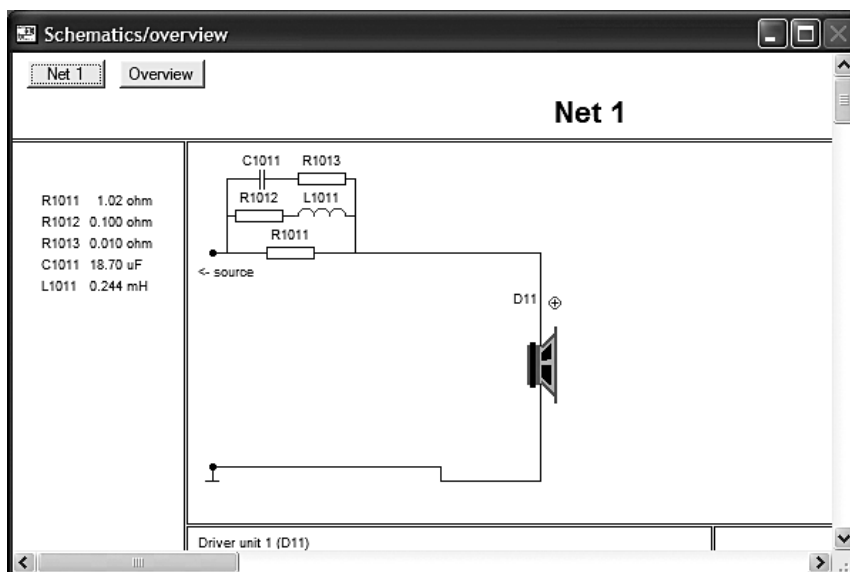 Schematics/overview
Net 1 Overview
Net 1
R1011 1.02 ohm
R1012 0.100 ohm
R1013 0.010 ohm
C1011 18.70 uF
L1011 0.244 mH
C1011 R1013
R1012 L1011
R1011
<- source
D11
Driver unit 1 (D11)